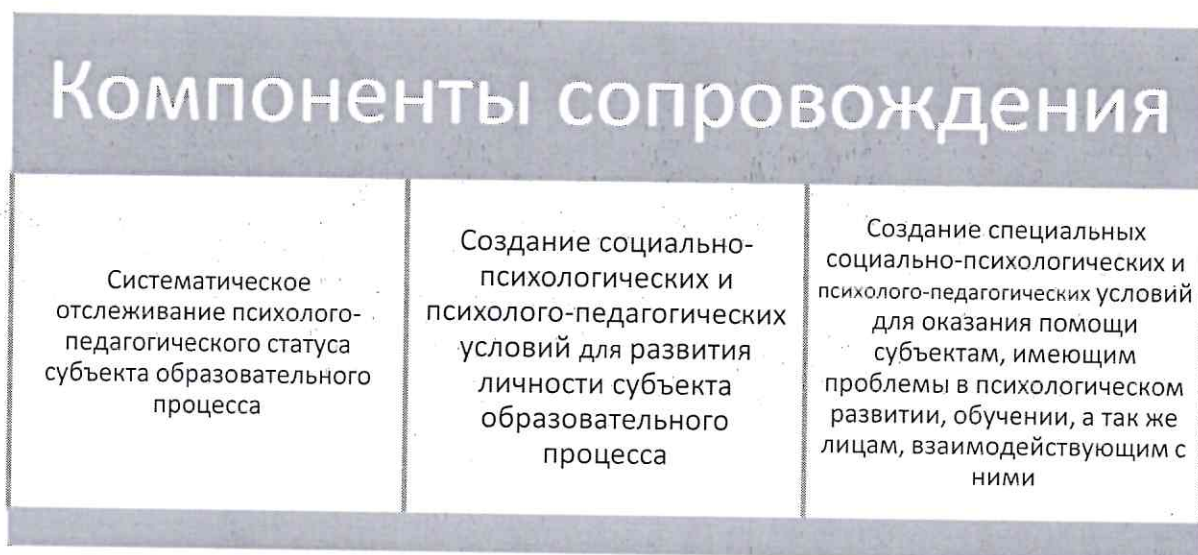 Компоненты сопровождения
Систематическое
отслеживание психолого-
педагогического статуса
субъекта образовательного
процесса
Создание социально-
психологических и
психолого-педагогических
условий для развития
личности субъекта
образовательного
процесса
Создание специальных
социально-психологических и
психолого-педагогических условий
для оказания помощи
субъектам, имеющим
проблемы в психологическом
развитии, обучении, а так же
лицам, взаимодействующим с
ними